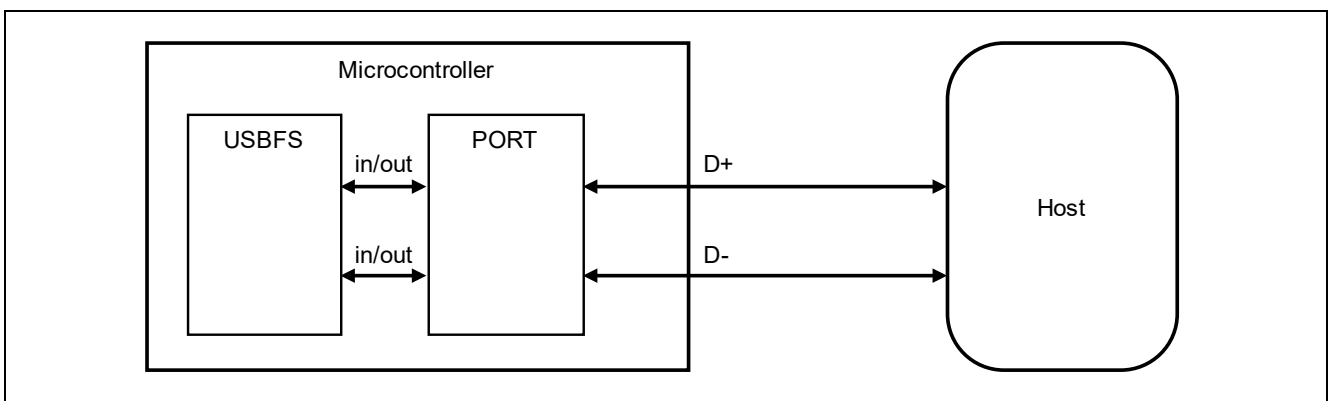 Microcontroller
USBFS
PORT
in/out
D+
Host
in/out
D-